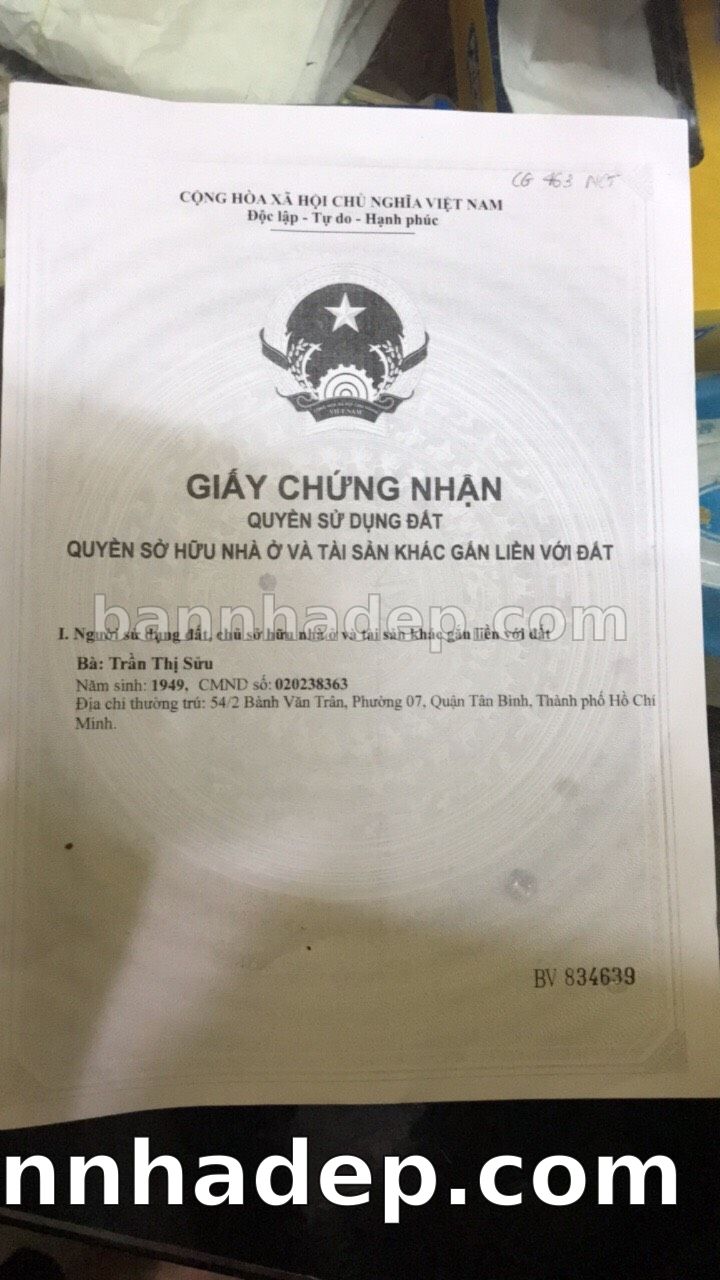 CG 463 NCT
CỘNG HÒA XÃ HỘI CHỦ NGHĨA VIỆT NAM
Độc lập - Tự do - Hạnh phúc
VIETNAM
GIẤY CHỨNG NHẬN
QUYỀN SỬ DỤNG ĐẤT
QUYỀN SỞ HỮU NHÀ Ở VÀ TÀI SẢN KHÁC GẮN LIỀN VỚI ĐẤT
bannhadep.com
I. Người sử dụng đất, chủ sở hữu nhà ở và tài sản khác gắn liền với đất
Bà: Trần Thị Sửu
Năm sinh: 1949, CMND số: 020238363
Địa chỉ thường trú: 54/2 Bành Văn Trân, Phường 07, Quận Tân Bình, Thành phố Hồ Chí
Minh.
BV 834639
nnhadep.com